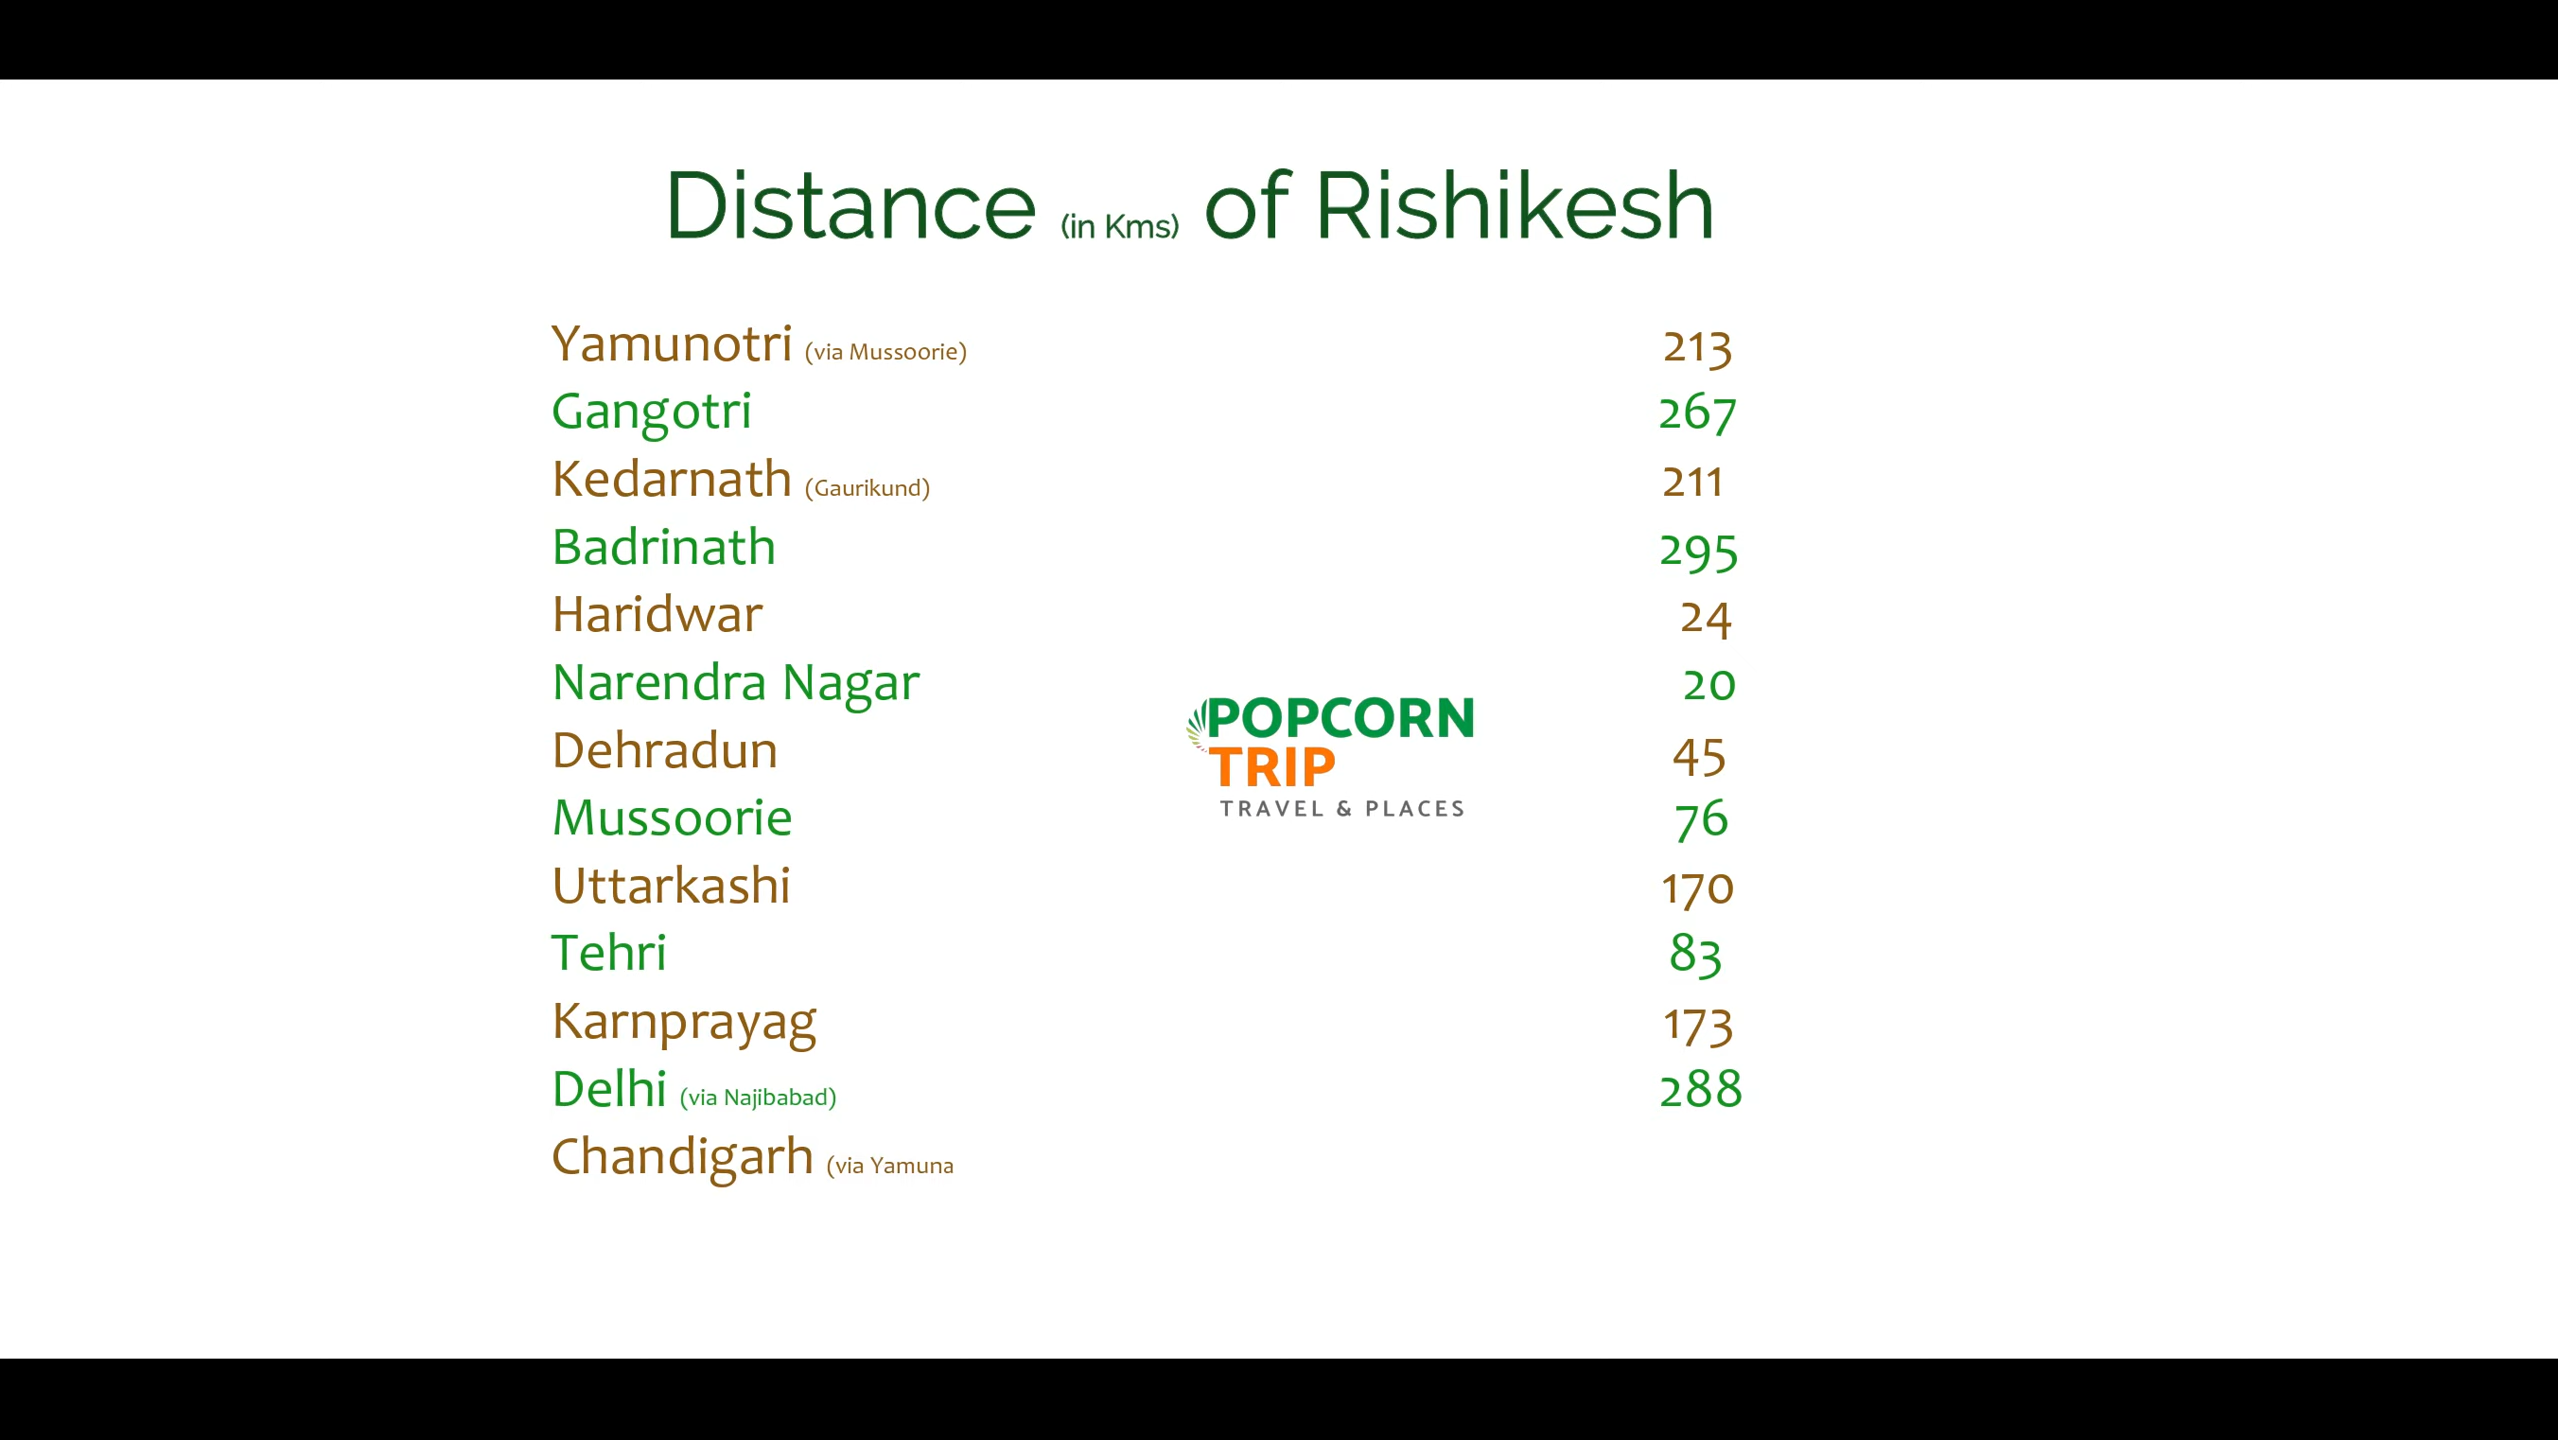 Distance (in Kms) of Rishikesh
Yamunotri (via Mussoorie) 213
Gangotri 267
Kedarnath (Gaurikund) 211
Badrinath 295
Haridwar 24
Narendra Nagar 20
Dehradun 45
Mussoorie 76
Uttarkashi 170
Tehri 83
Karnprayag 173
Delhi (via Najibabad) 288
Chandigarh (via Yamuna
POPCORN
TRIP
TRAVEL & PLACES